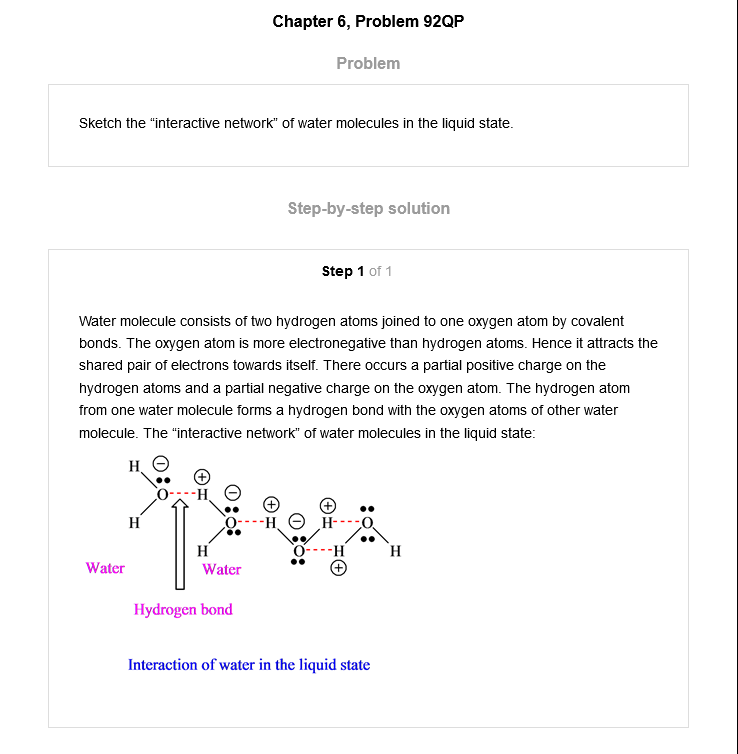 Chapter 6, Problem 92QP
Problem
Sketch the “interactive network” of water molecules in the liquid state.
Step-by-step solution
Step 1 of 1
Water molecule consists of two hydrogen atoms joined to one oxygen atom by covalent
bonds. The oxygen atom is more electronegative than hydrogen atoms. Hence it attracts the
shared pair of electrons towards itself. There occurs a partial positive charge on the
hydrogen atoms and a partial negative charge on the oxygen atom. The hydrogen atom
from one water molecule forms a hydrogen bond with the oxygen atoms of other water
molecule. The “interactive network” of water molecules in the liquid state:
H −
+
O H − + +
H O H − H O
H O H H
+
Water Water
Hydrogen bond
Interaction of water in the liquid state